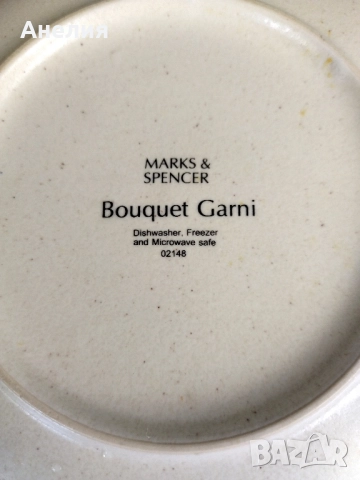 Анелия
MARKS &
SPENCER
Bouquet Garni
Dishwasher, Freezer
and Microwave safe
02148
BAZAR